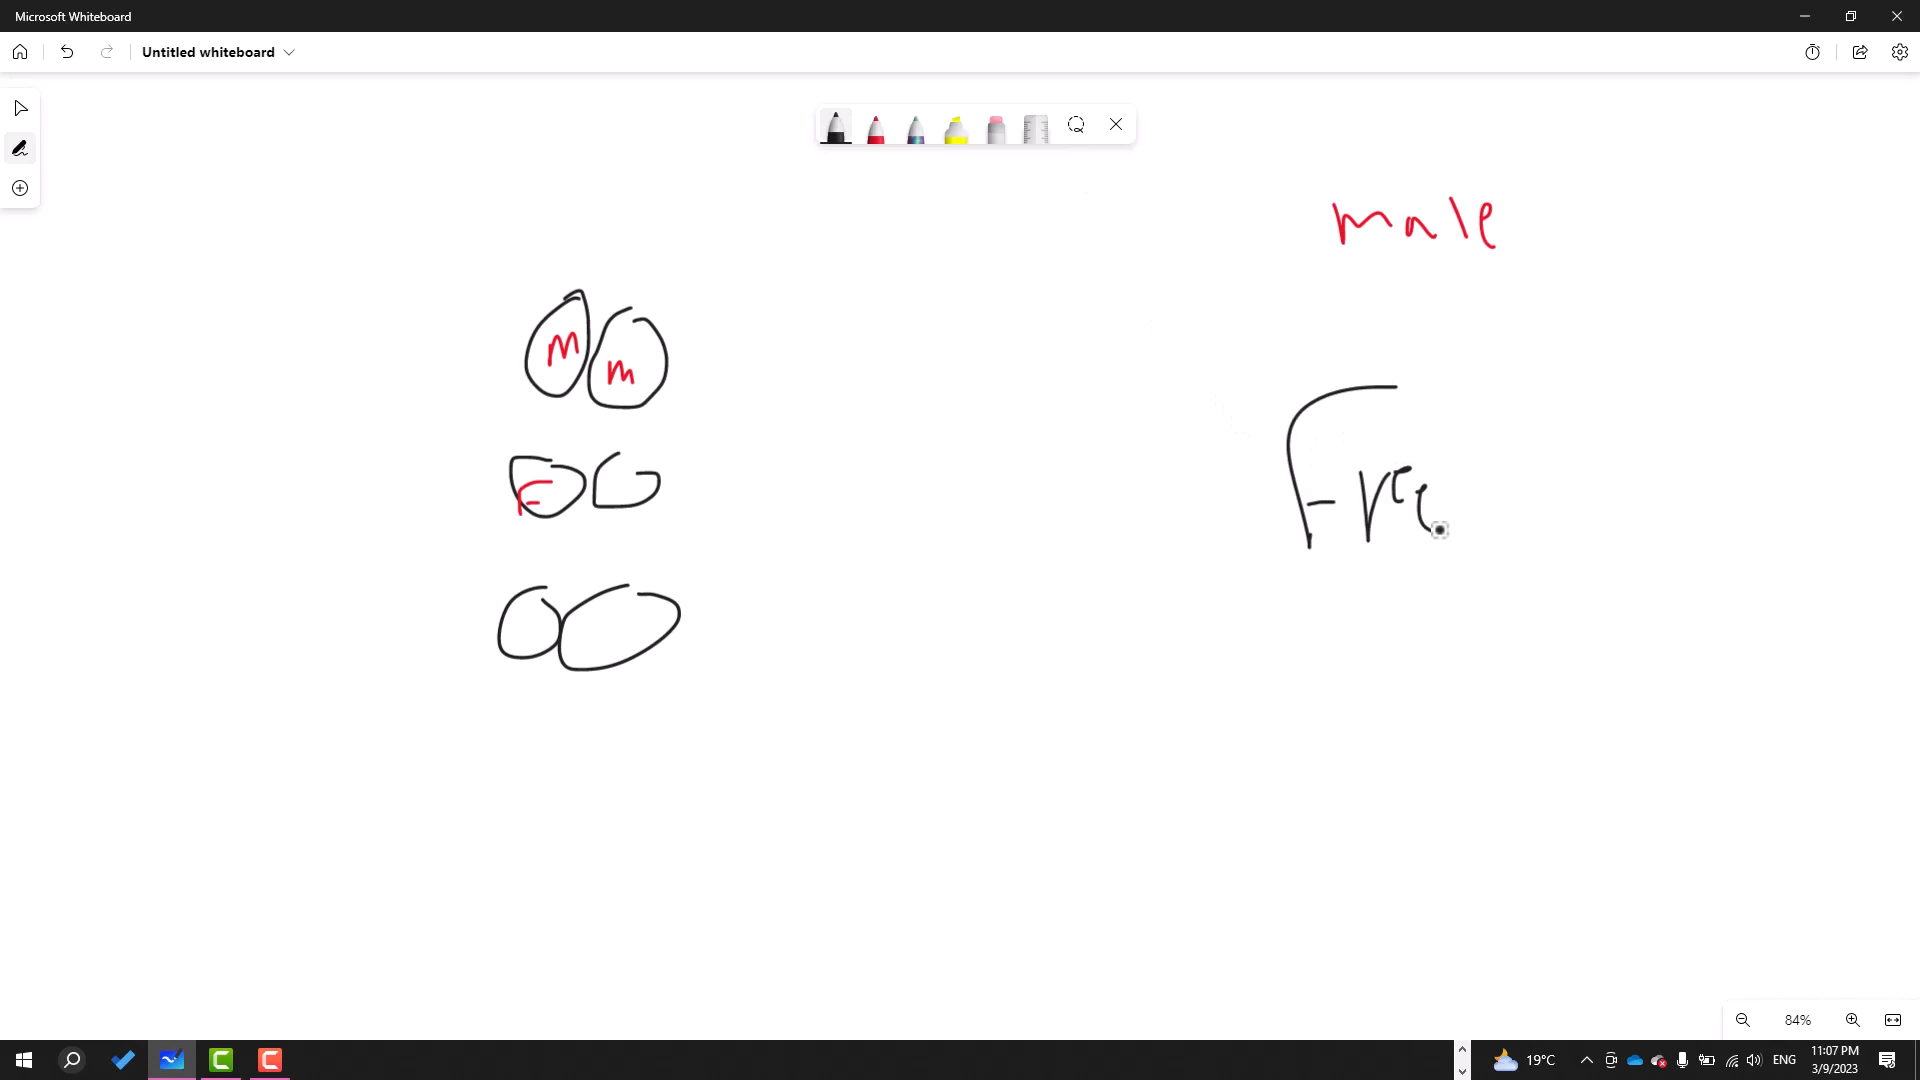 Microsoft Whiteboard
Untitled whiteboard
male
M m
F
Free
84%
19°C
ENG
11:07 PM
3/9/2023